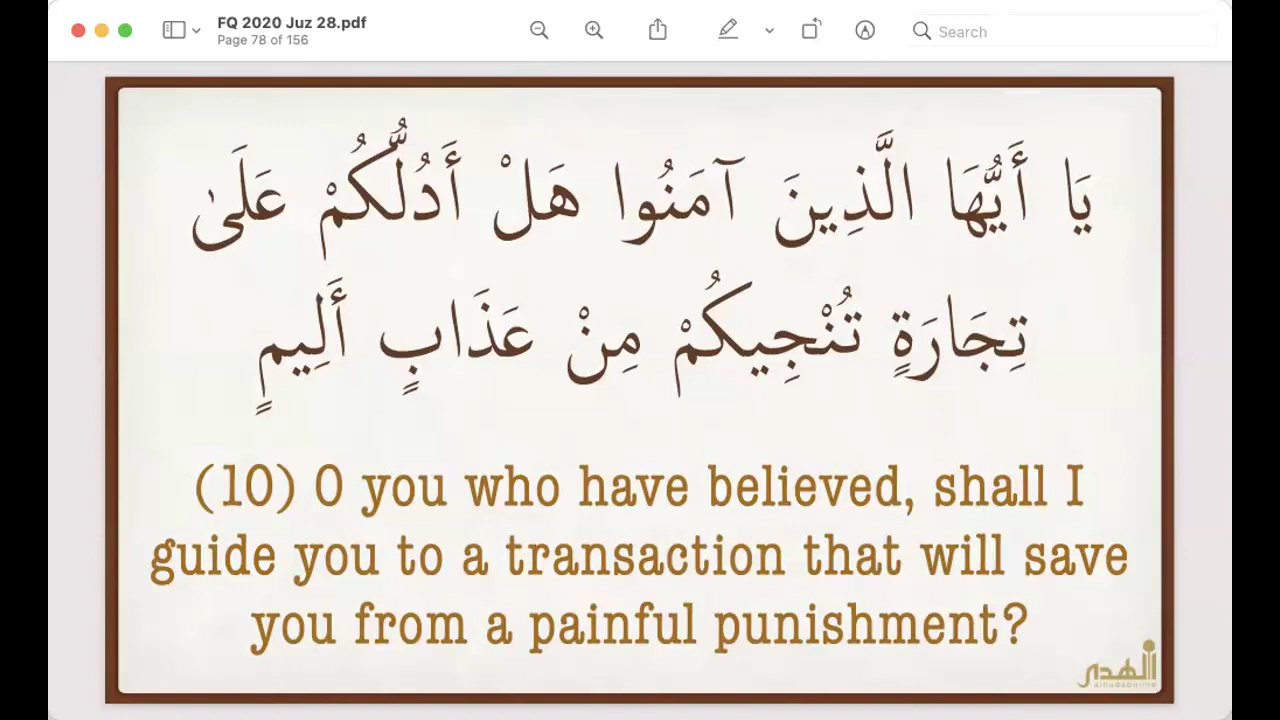 FQ 2020 Juz 28.pdf
Page 78 of 156
Search
يَا أَيُّهَا الَّذِينَ آمَنُوا هَلْ أَدُلُّكُمْ عَلَىٰ
تِجَارَةٍ تُنْجِيكُمْ مِنْ عَذَابٍ أَلِيمٍ
(10) O you who have believed, shall I
guide you to a transaction that will save
you from a painful punishment?
الهدى
alhudaonline